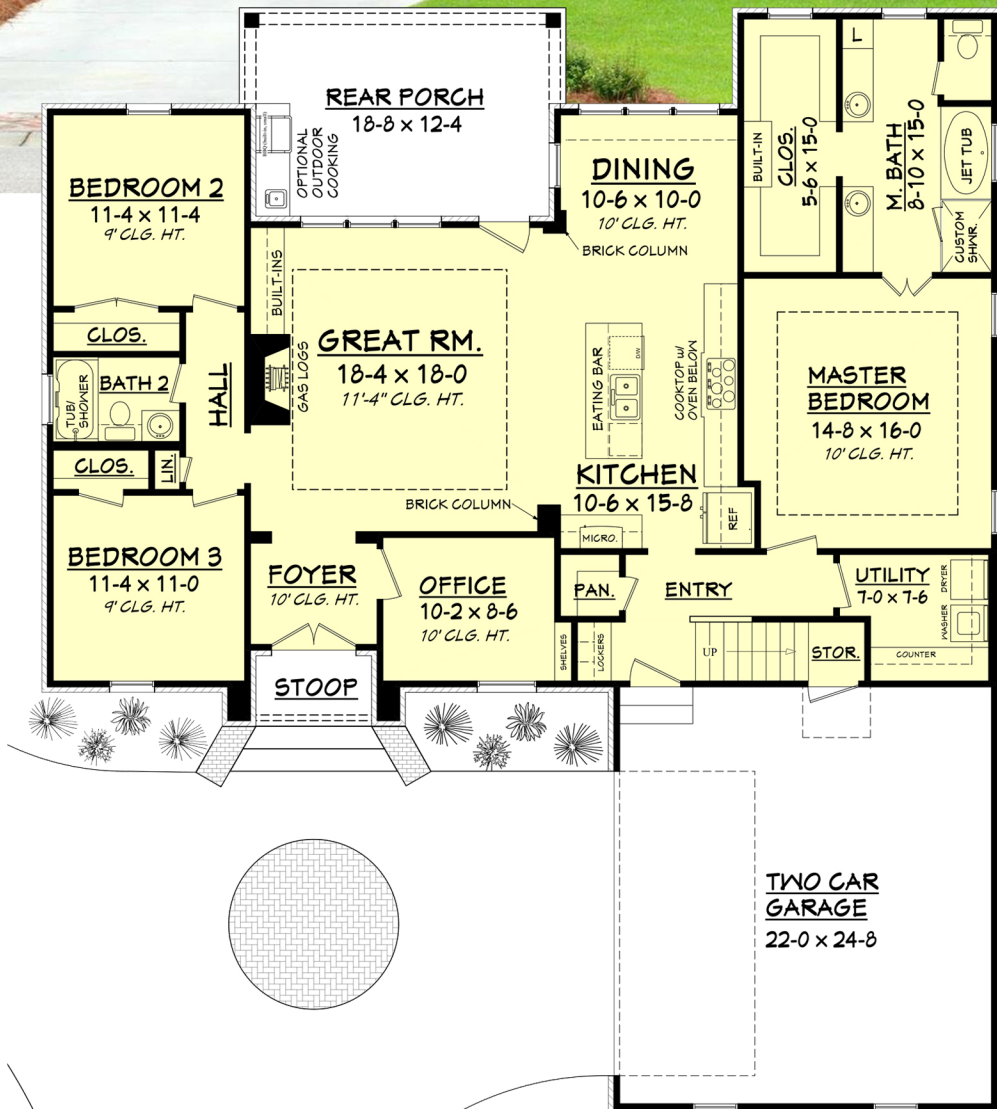 REAR PORCH
18-8 x 12-4
OPTIONAL
OUTDOOR
COOKING
BEDROOM 2
11-4 x 11-4
9' CLG. HT.
DINING
10-6 x 10-0
10' CLG. HT.
BRICK COLUMN
L
BUILT-IN
CLOS.
5-6 x 15-0
M. BATH
8-10 x 15-0
JET TUB
CUSTOM
SHWR.
BUILT-INS
GREAT RM.
18-4 x 18-0
11'-4" CLG. HT.
GAS LOGS
CLOS.
BATH 2
TUB/
SHOWER
HALL
CLOS.
LIN.
EATING BAR
D/W
COOKTOP w/
OVEN BELOW
KITCHEN
10-6 x 15-8
MASTER
BEDROOM
14-8 x 16-0
10' CLG. HT.
BRICK COLUMN
MICRO.
REF
BEDROOM 3
11-4 x 11-0
9' CLG. HT.
FOYER
10' CLG. HT.
OFFICE
10-2 x 8-6
10' CLG. HT.
SHELVES
LOCKERS
PAN.
ENTRY
UP
STOR.
UTILITY
7-0 x 7-6
DRYER
WASHER
COUNTER
STOOP
TWO CAR
GARAGE
22-0 x 24-8